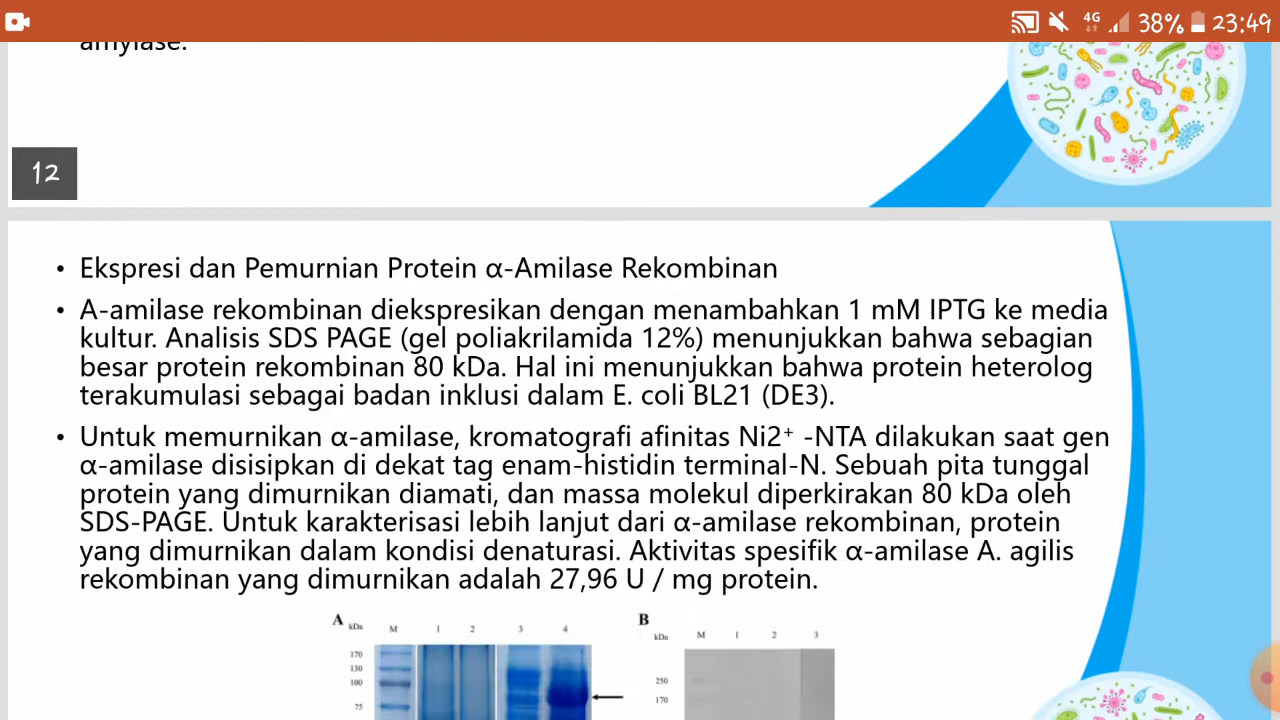 4G 38% 23:49
amylase.
12
• Ekspresi dan Pemurnian Protein α-Amilase Rekombinan
• A-amilase rekombinan diekspresikan dengan menambahkan 1 mM IPTG ke media
kultur. Analisis SDS PAGE (gel poliakrilamida 12%) menunjukkan bahwa sebagian
besar protein rekombinan 80 kDa. Hal ini menunjukkan bahwa protein heterolog
terakumulasi sebagai badan inklusi dalam E. coli BL21 (DE3).
• Untuk memurnikan α-amilase, kromatografi afinitas Ni2⁺ -NTA dilakukan saat gen
α-amilase disisipkan di dekat tag enam-histidin terminal-N. Sebuah pita tunggal
protein yang dimurnikan diamati, dan massa molekul diperkirakan 80 kDa oleh
SDS-PAGE. Untuk karakterisasi lebih lanjut dari α-amilase rekombinan, protein
yang dimurnikan dalam kondisi denaturasi. Aktivitas spesifik α-amilase A. agilis
rekombinan yang dimurnikan adalah 27,96 U / mg protein.
A kDa M 1 2 3 4
170
130
100
75
B kDa M 1 2 3
250
170